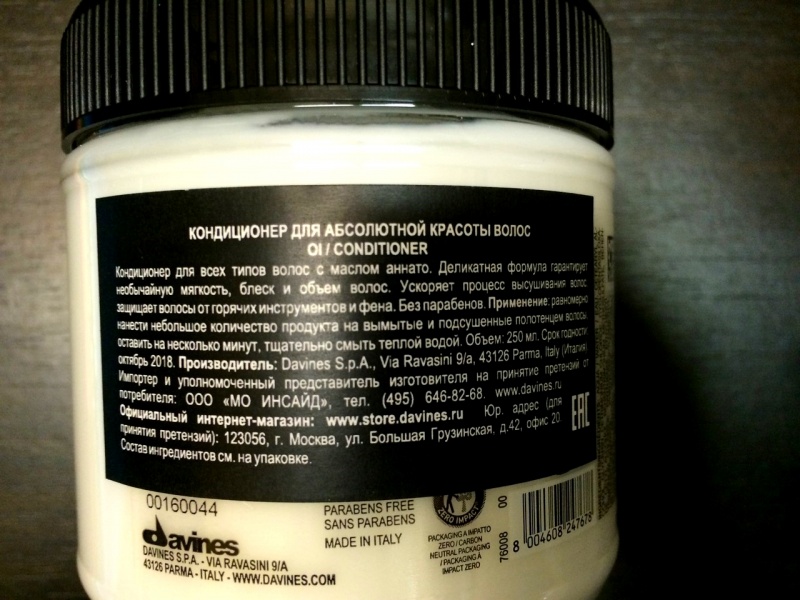 КОНДИЦИОНЕР ДЛЯ АБСОЛЮТНОЙ КРАСОТЫ ВОЛОС
OI / CONDITIONER
Кондиционер для всех типов волос с маслом аннато. Деликатная формула гарантирует
необычайную мягкость, блеск и объем волос. Ускоряет процесс высушивания волос,
защищает волосы от горячих инструментов и фена. Без парабенов. Применение: равномерно
нанести небольшое количество продукта на вымытые и подсушенные полотенцем волосы,
оставить на несколько минут, тщательно смыть теплой водой. Объем: 250 мл. Срок годности:
октябрь 2018. Производитель: Davines S.p.A., Via Ravasini 9/a, 43126 Parma, Italy (Италия)
Импортер и уполномоченный представитель изготовителя на принятие претензий от
потребителя: ООО «МО ИНСАЙД», тел. (495) 646-82-68. www.davines.ru
Официальный интернет-магазин: www.store.davines.ru Юр. адрес (для
принятия претензий): 123056, г. Москва, ул. Большая Грузинская, д.42, офис 20
Состав ингредиентов см. на упаковке.
EAC
00160044
davines
DAVINES S.P.A. - VIA RAVASINI 9/A
43126 PARMA - ITALY - WWW.DAVINES.COM
PARABENS FREE
SANS PARABENS
MADE IN ITALY
ZERO IMPACT
PACKAGING A IMPATTO
ZERO / CARBON
NEUTRAL PACKAGING
/ PACKAGING À
IMPACT ZERO
76008 00
8 004608 247678